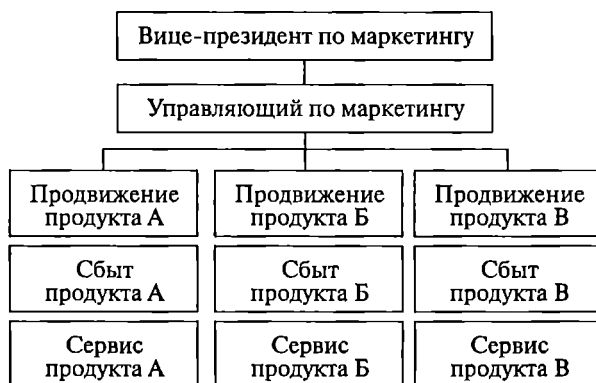 Вице-президент по маркетингу
Управляющий по маркетингу
Продвижение
продукта А
Продвижение
продукта Б
Продвижение
продукта В
Сбыт
продукта А
Сбыт
продукта Б
Сбыт
продукта В
Сервис
продукта А
Сервис
продукта Б
Сервис
продукта В